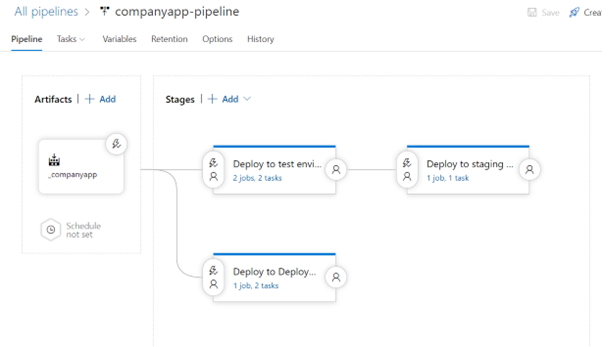 All pipelines > companyapp-pipeline
Save Crea
Pipeline Tasks Variables Retention Options History
Artifacts | + Add
Stages | + Add
_companyapp
Schedule
not set
Deploy to test envi...
2 jobs, 2 tasks
Deploy to staging ...
1 job, 1 task
Deploy to Deploy...
1 job, 2 tasks